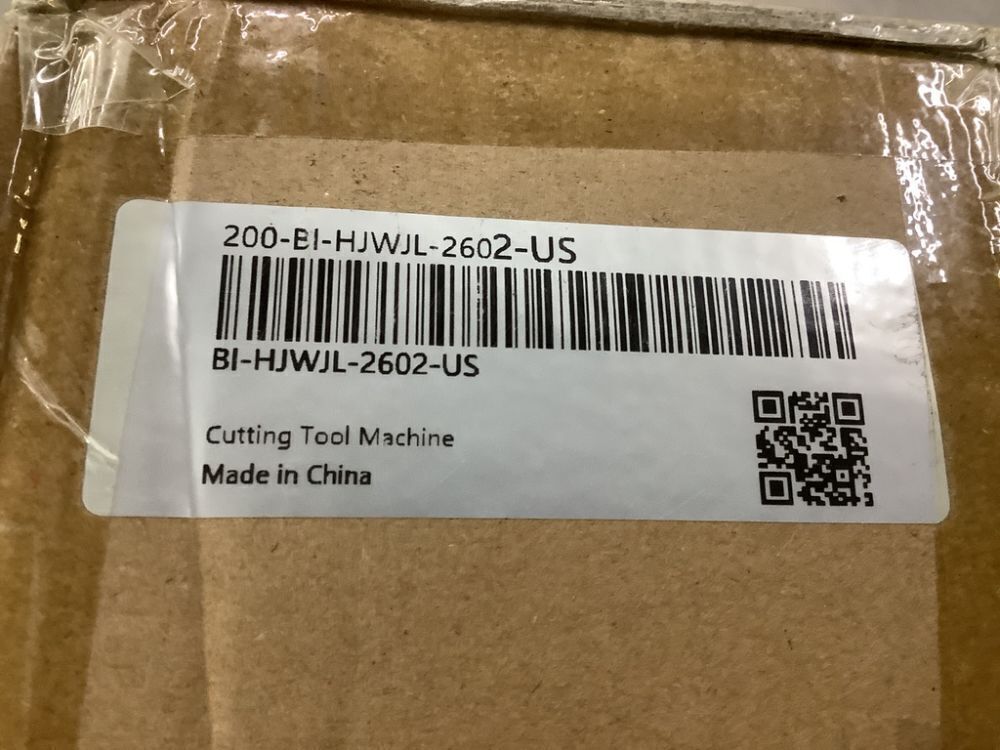 200-BI-HJWJL-2602-US
BI-HJWJL-2602-US
Cutting Tool Machine
Made in China